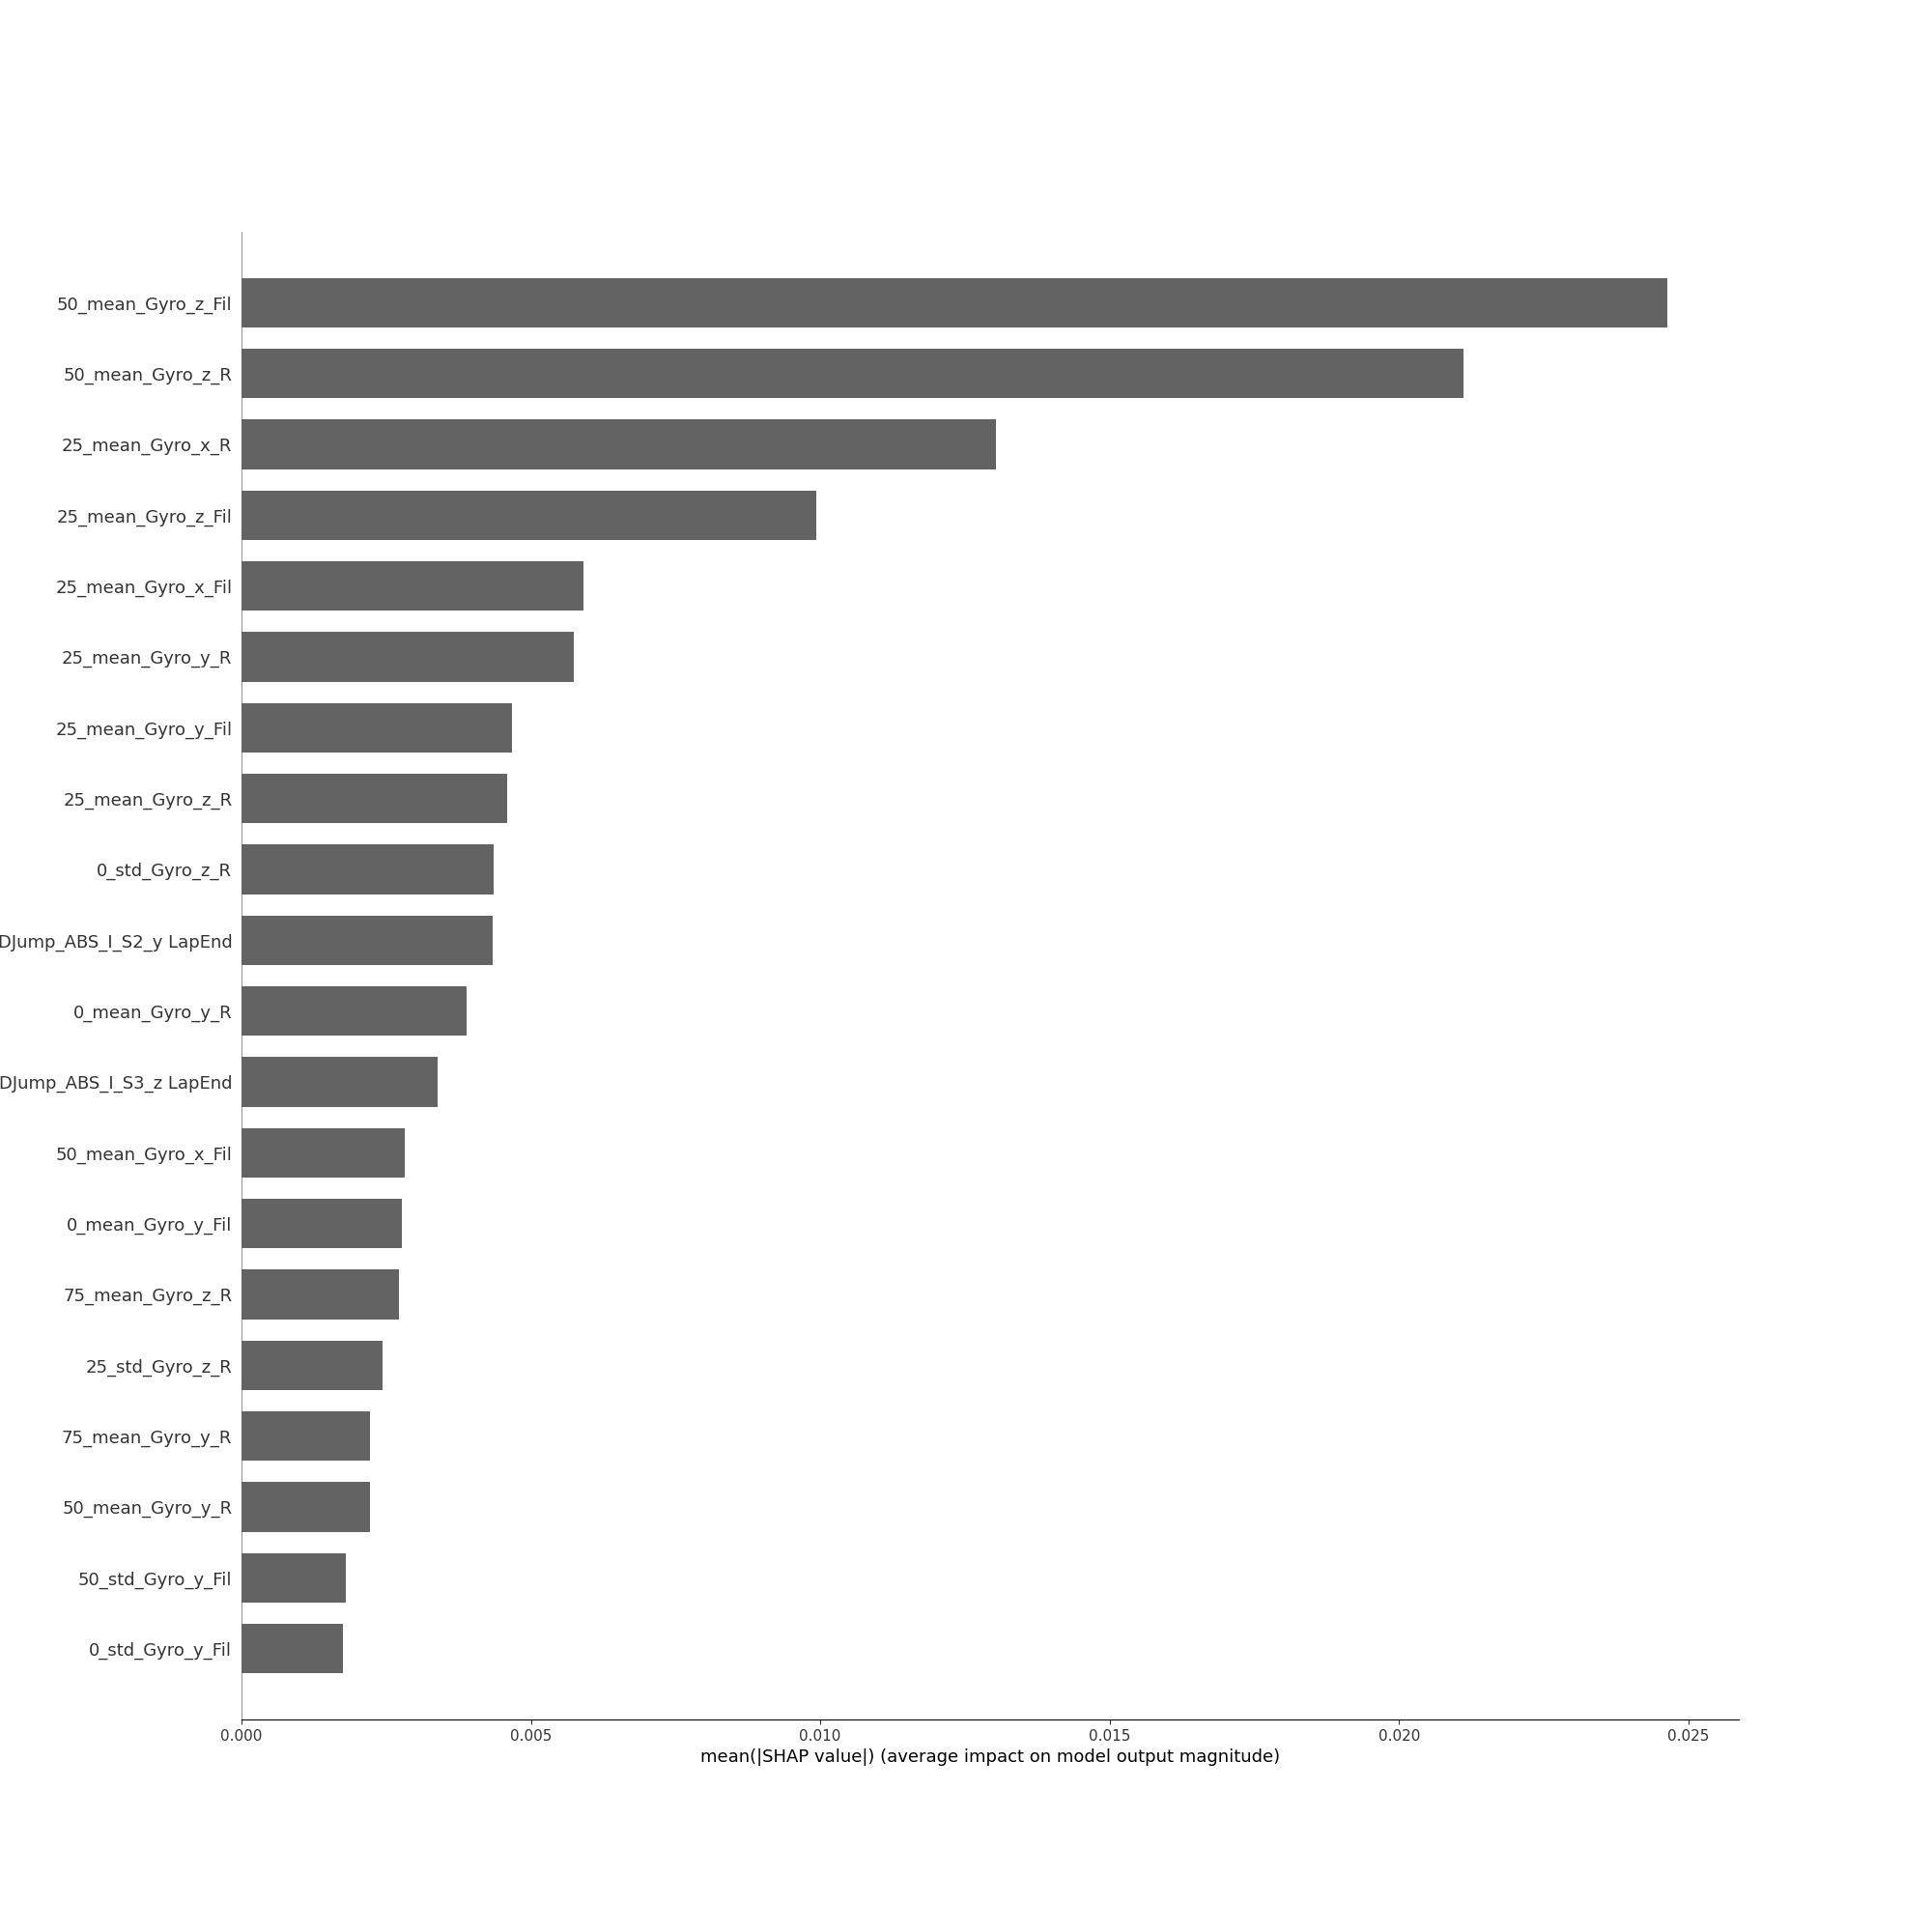 50_mean_Gyro_z_Fil
50_mean_Gyro_z_R
25_mean_Gyro_x_R
25_mean_Gyro_z_Fil
25_mean_Gyro_x_Fil
25_mean_Gyro_y_R
25_mean_Gyro_y_Fil
25_mean_Gyro_z_R
0_std_Gyro_z_R
DJump_ABS_I_S2_y LapEnd
0_mean_Gyro_y_R
DJump_ABS_I_S3_z LapEnd
50_mean_Gyro_x_Fil
0_mean_Gyro_y_Fil
75_mean_Gyro_z_R
25_std_Gyro_z_R
75_mean_Gyro_y_R
50_mean_Gyro_y_R
50_std_Gyro_y_Fil
0_std_Gyro_y_Fil
0.000 0.005 0.010 0.015 0.020 0.025
mean(|SHAP value|) (average impact on model output magnitude)